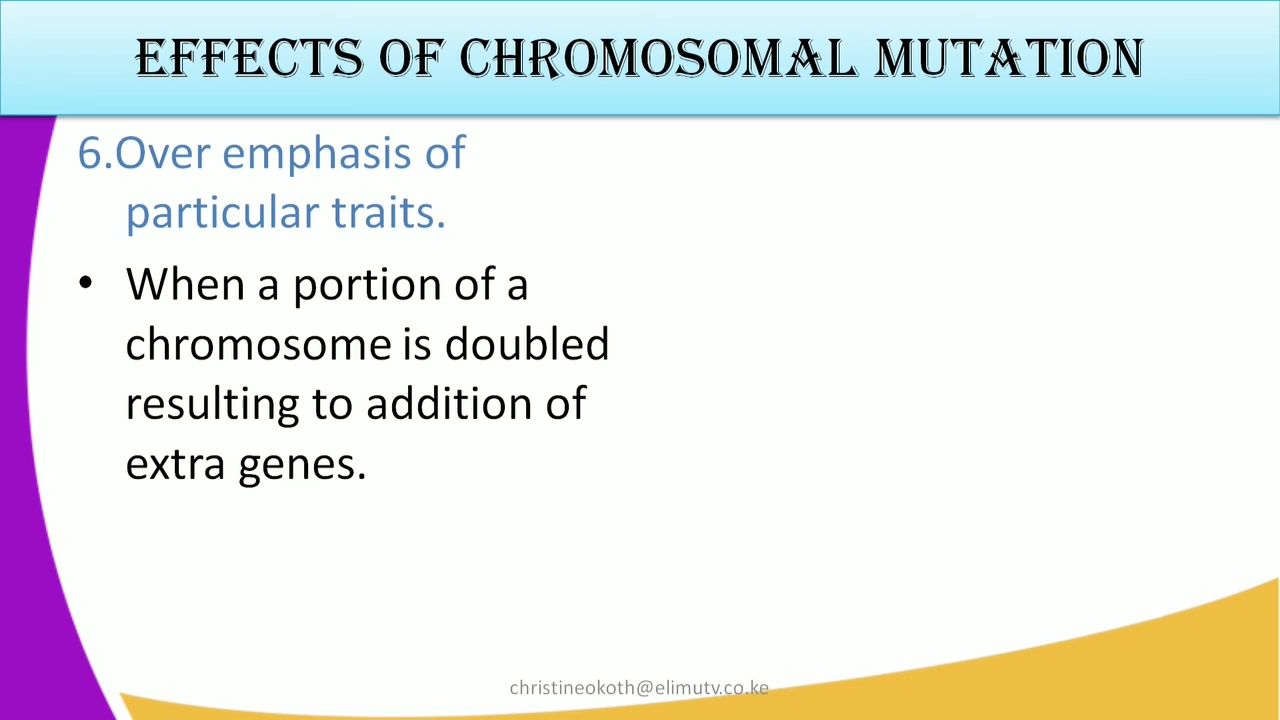 EFFECTS OF CHROMOSOMAL MUTATION
6.Over emphasis of
particular traits.
• When a portion of a
chromosome is doubled
resulting to addition of
extra genes.
christineokoth@elimutv.co.ke